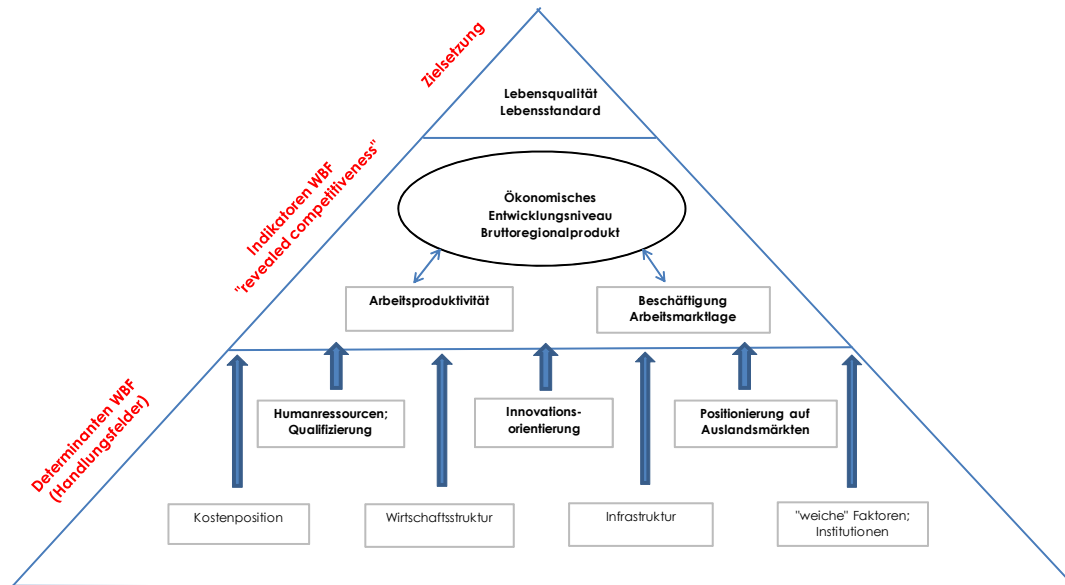 Zielsetzung
Lebensqualität
Lebensstandard
Indikatoren WBF
"revealed competitiveness"
Ökonomisches
Entwicklungsniveau
Bruttoregionalprodukt
Arbeitsproduktivität
Beschäftigung
Arbeitsmarktlage
Determinanten WBF
(Handlungsfelder)
Humanressourcen;
Qualifizierung
Innovations-
orientierung
Positionierung auf
Auslandsmärkten
Kostenposition
Wirtschaftsstruktur
Infrastruktur
"weiche" Faktoren;
Institutionen